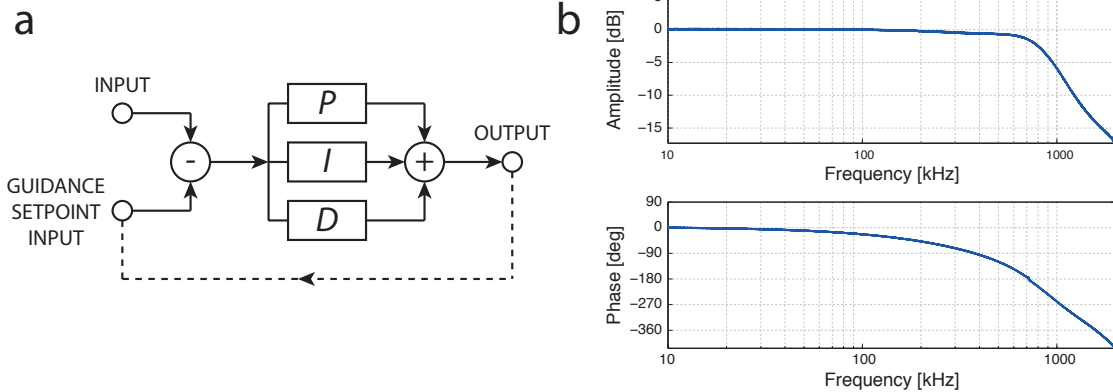 a
INPUT
GUIDANCE
SETPOINT
INPUT
-
P
I
D
+
OUTPUT
b
Amplitude [dB]
0
−5
−10
−15
10
100
1000
Frequency [kHz]
Phase [deg]
90
0
−90
−180
−270
−360
10
100
1000
Frequency [kHz]